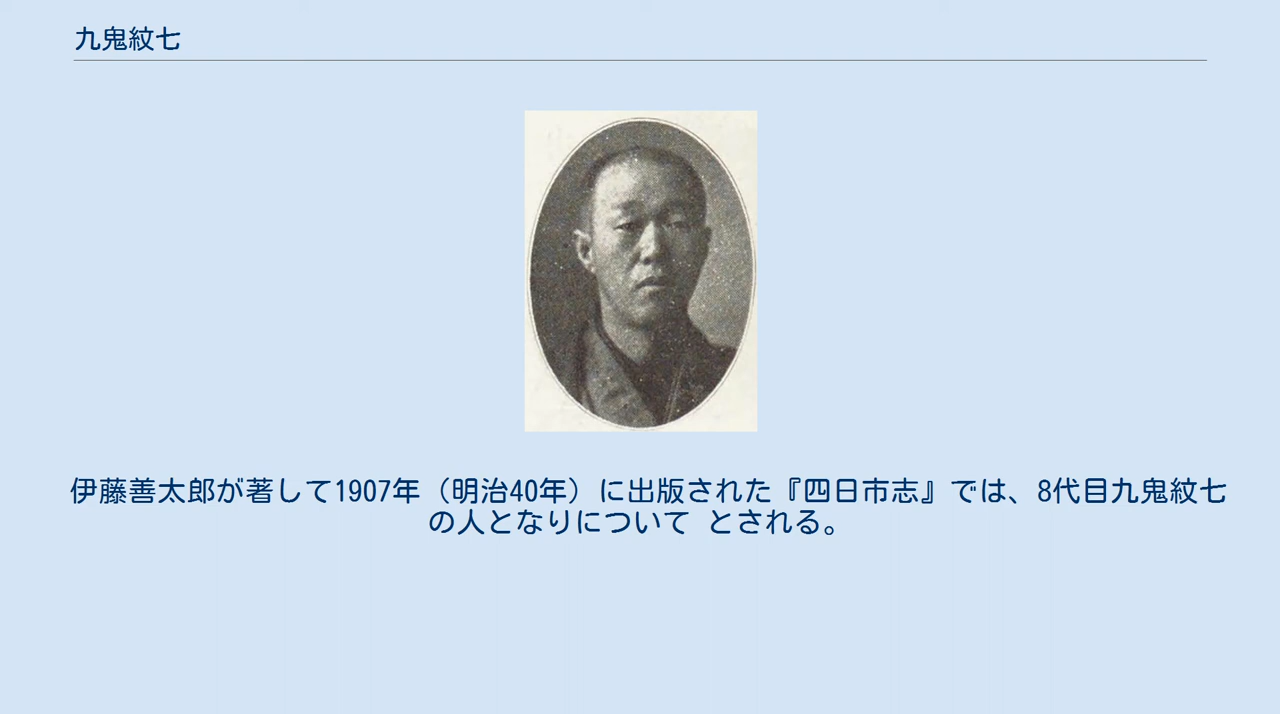 九鬼紋七
伊藤善太郎が著して1907年（明治40年）に出版された『四日市志』では、8代目九鬼紋七
の人となりについて とされる。